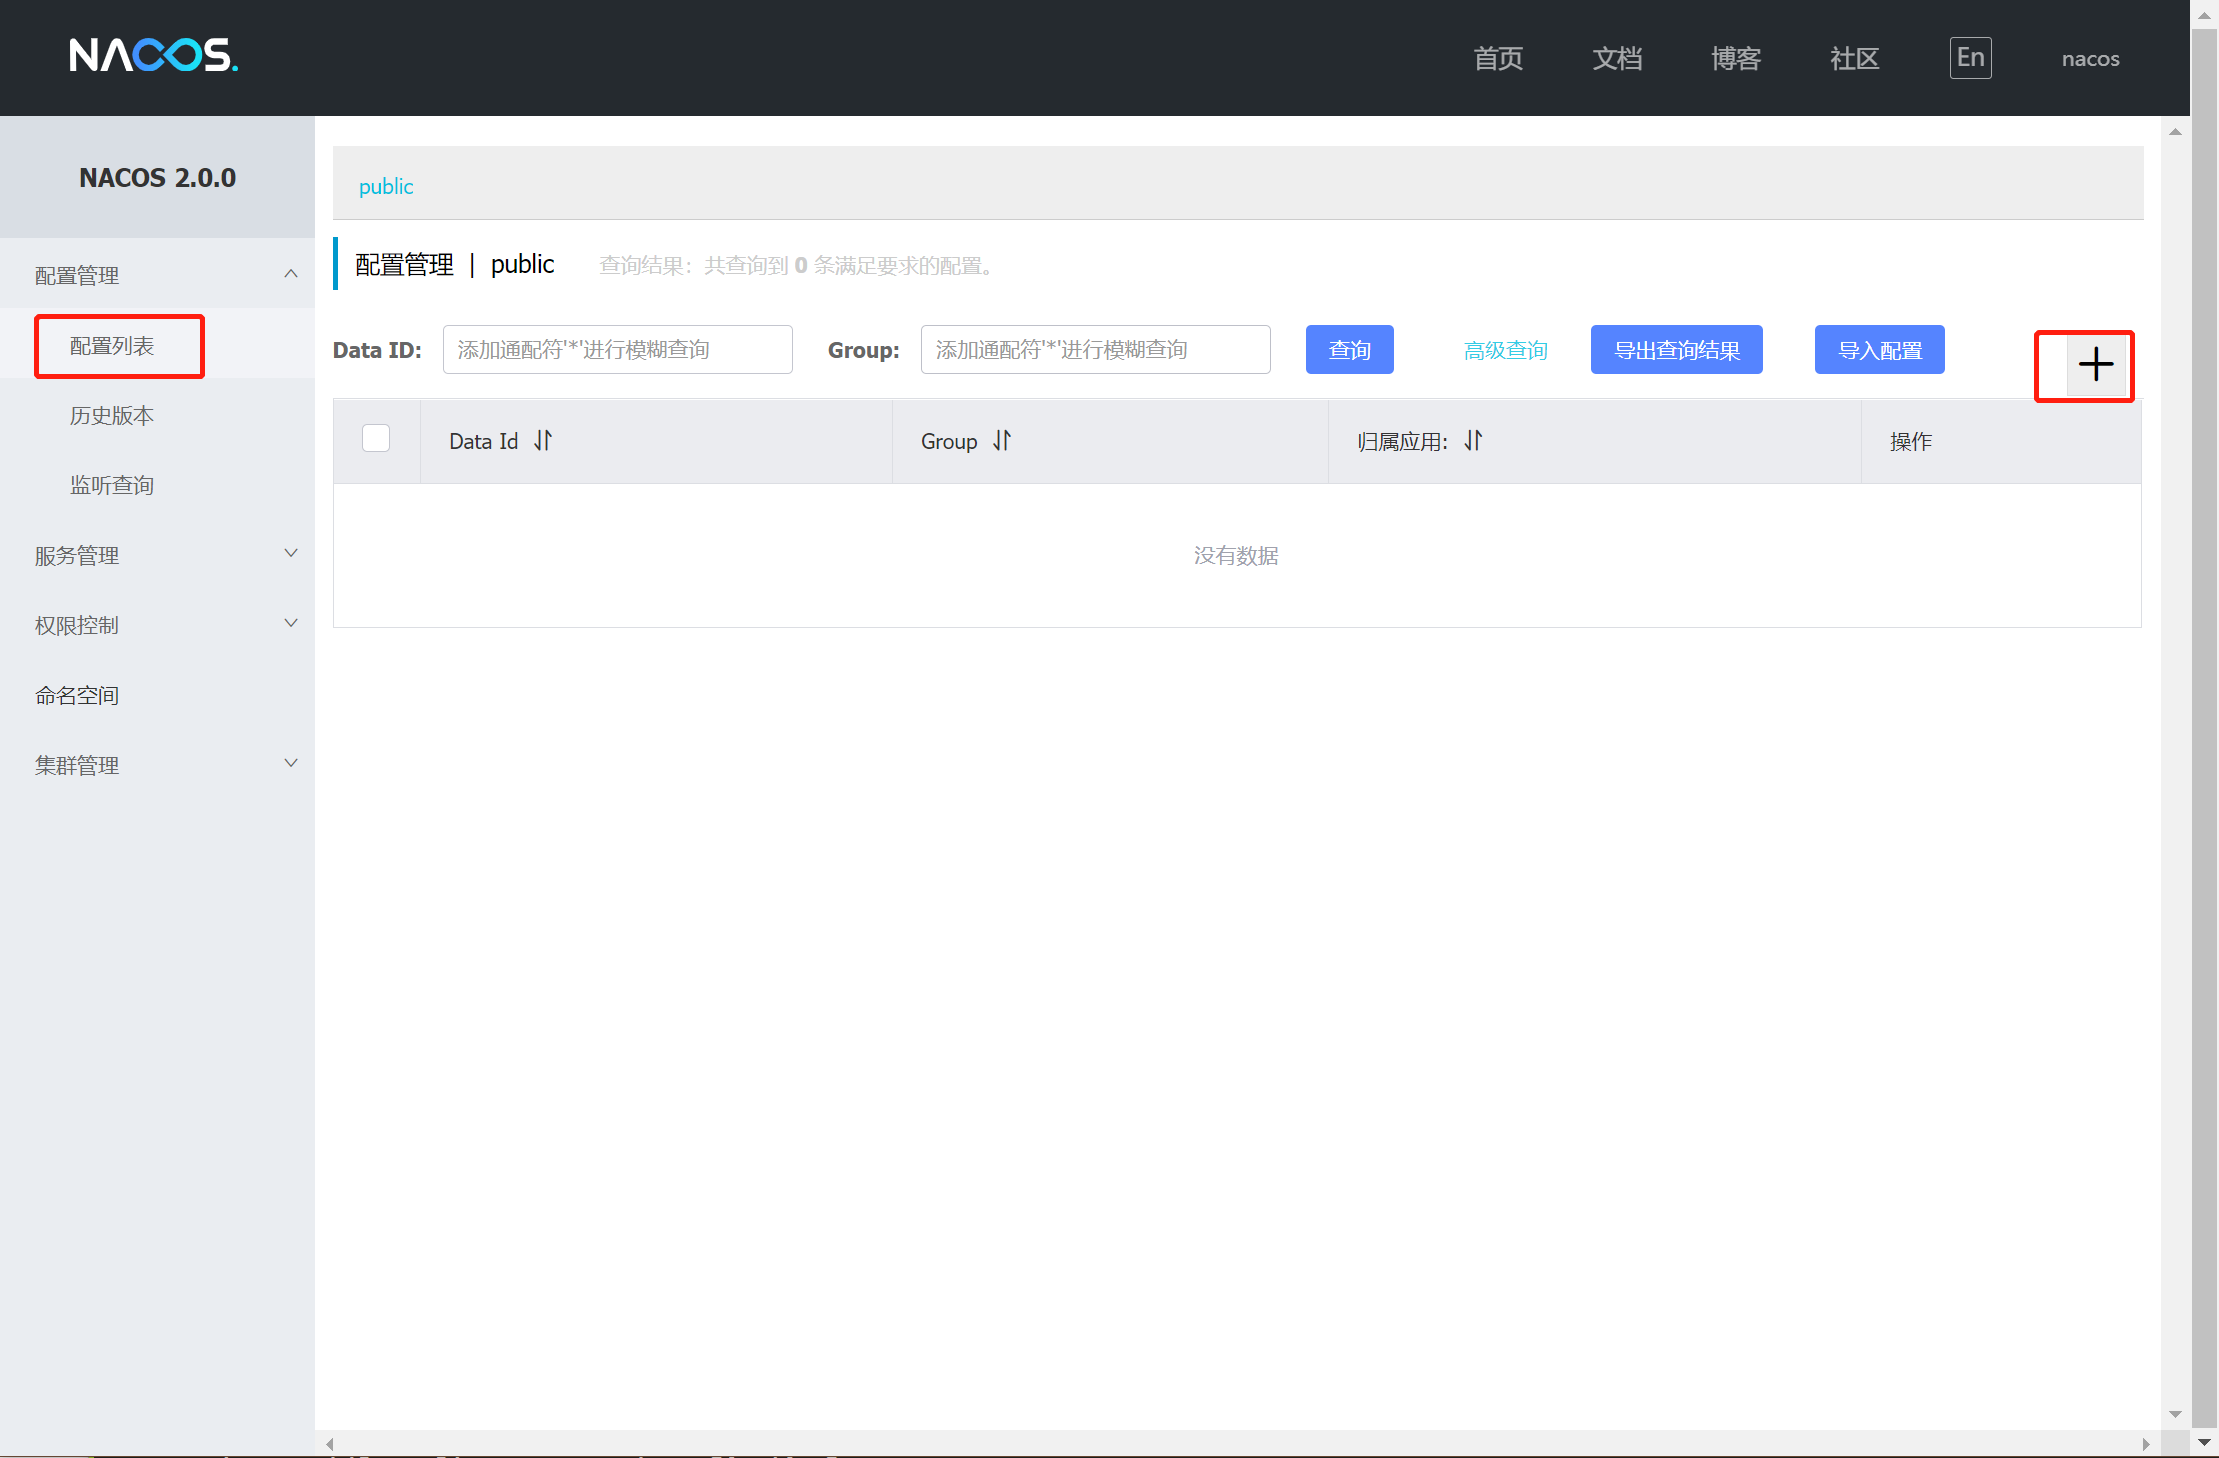 NACOS.
首页 文档 博客 社区 En nacos
NACOS 2.0.0
配置管理
配置列表
历史版本
监听查询
服务管理
权限控制
命名空间
集群管理
public
配置管理 | public 查询结果：共查询到 0 条满足要求的配置。
Data ID: 添加通配符'*'进行模糊查询 Group: 添加通配符'*'进行模糊查询 查询 高级查询 导出查询结果 导入配置
Data Id Group 归属应用: 操作
没有数据